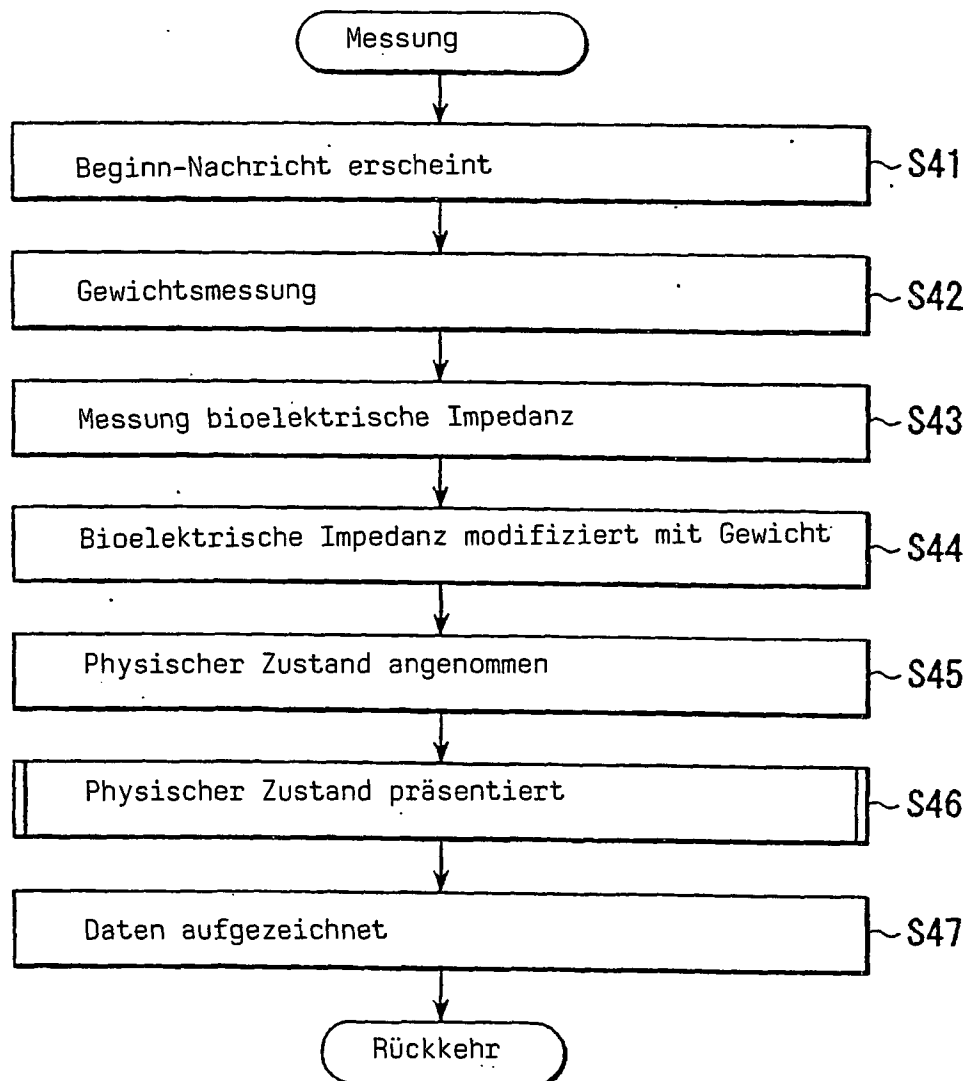 Messung
Beginn-Nachricht erscheint
S41
Gewichtsmessung
S42
Messung bioelektrische Impedanz
S43
Bioelektrische Impedanz modifiziert mit Gewicht
S44
Physischer Zustand angenommen
S45
Physischer Zustand präsentiert
S46
Daten aufgezeichnet
S47
Rückkehr